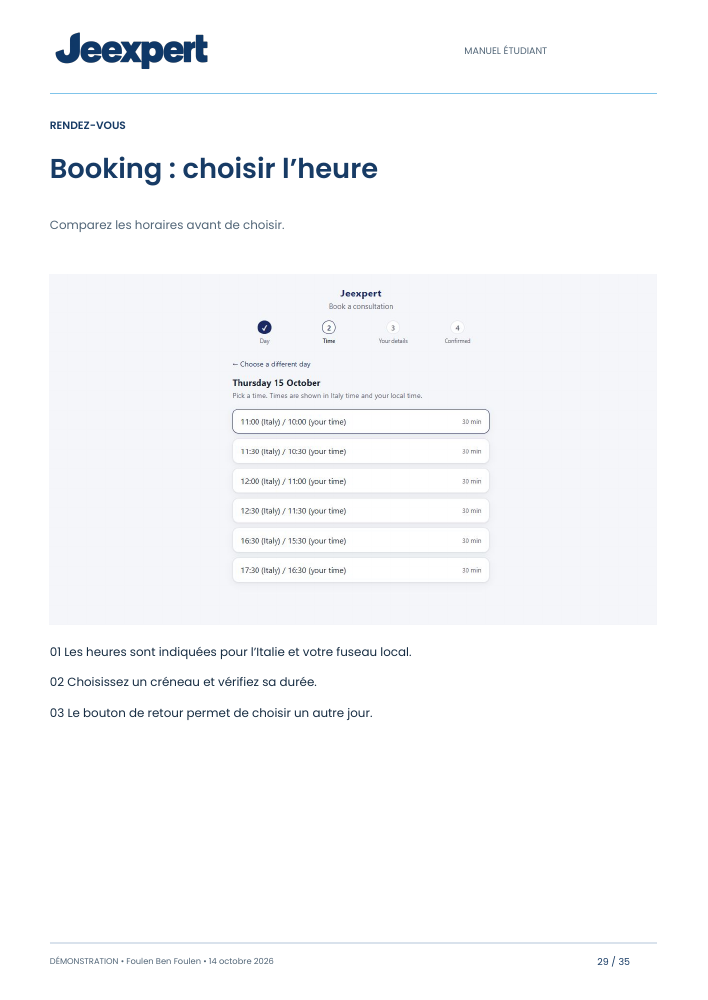 Jeexpert
MANUEL ÉTUDIANT
RENDEZ-VOUS
Booking : choisir l’heure
Comparez les horaires avant de choisir.
Jeexpert
Book a consultation
✓ 2 3 4
Day Time Your details Confirmed
← Choose a different day
Thursday 15 October
Pick a time. Times are shown in Italy time and your local time.
11:00 (Italy) / 10:00 (your time) 30 min
11:30 (Italy) / 10:30 (your time) 30 min
12:00 (Italy) / 11:00 (your time) 30 min
12:30 (Italy) / 11:30 (your time) 30 min
16:30 (Italy) / 15:30 (your time) 30 min
17:30 (Italy) / 16:30 (your time) 30 min
01 Les heures sont indiquées pour l’Italie et votre fuseau local.
02 Choisissez un créneau et vérifiez sa durée.
03 Le bouton de retour permet de choisir un autre jour.
DÉMONSTRATION • Foulen Ben Foulen • 14 octobre 2026
29 / 35